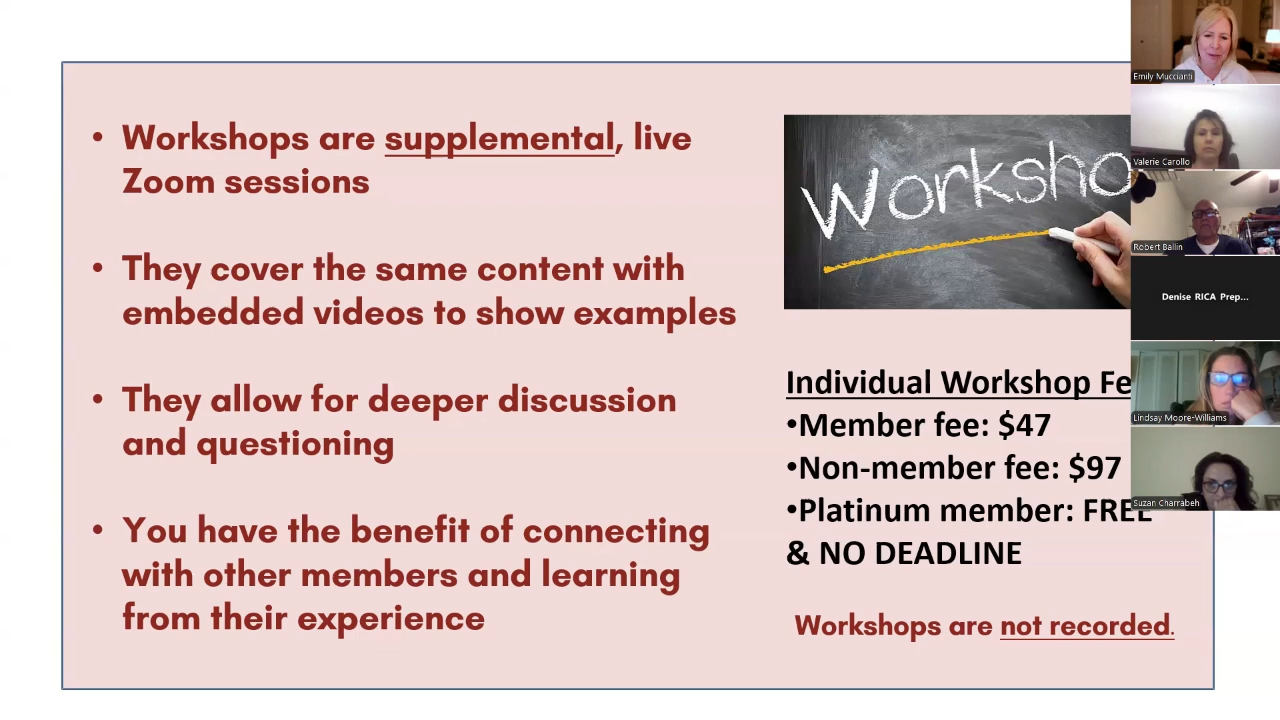 • Workshops are supplemental, live
Zoom sessions
• They cover the same content with
embedded videos to show examples
• They allow for deeper discussion
and questioning
• You have the benefit of connecting
with other members and learning
from their experience
Worksho
Individual Workshop Fe
•Member fee: $47
•Non-member fee: $97
•Platinum member: FREE
& NO DEADLINE
Workshops are not recorded.
Emily Muccianti
Valerie Carollo
Robert Ballin
Denise RICA Prep...
Lindsay Moore-Williams
Suzan Charrabeh